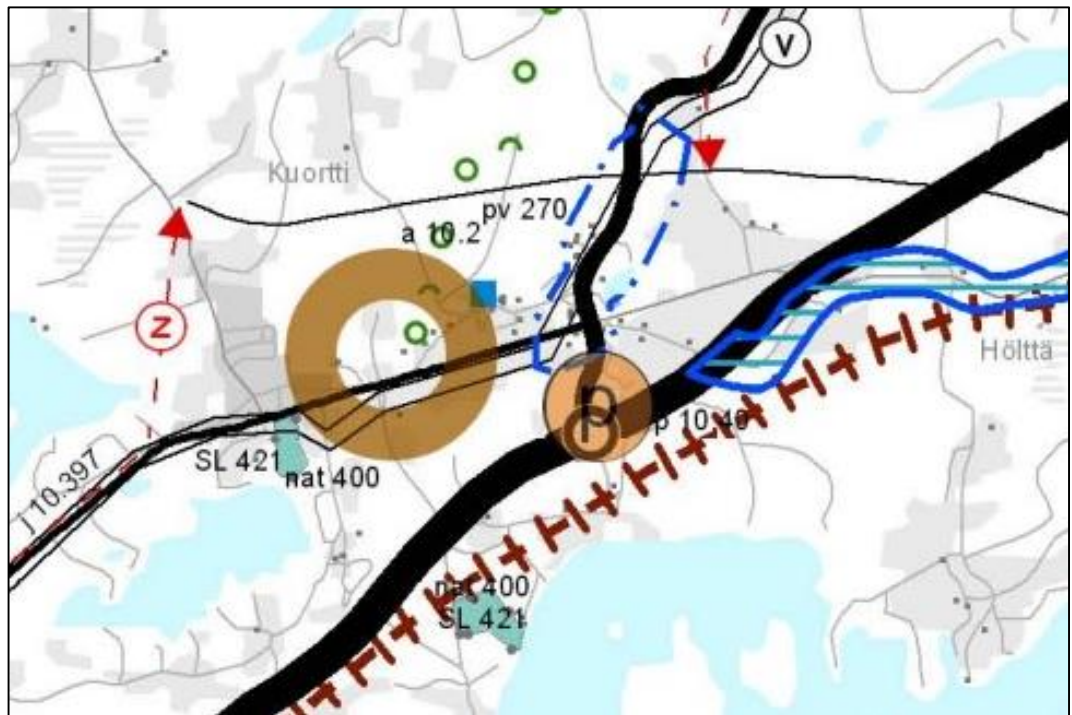 V
Kuortti
pv 270
a 10.2
Z
Hölttä
p
p 10.40
SL 421
nat 400
j 10.397
nat 400
SL 421